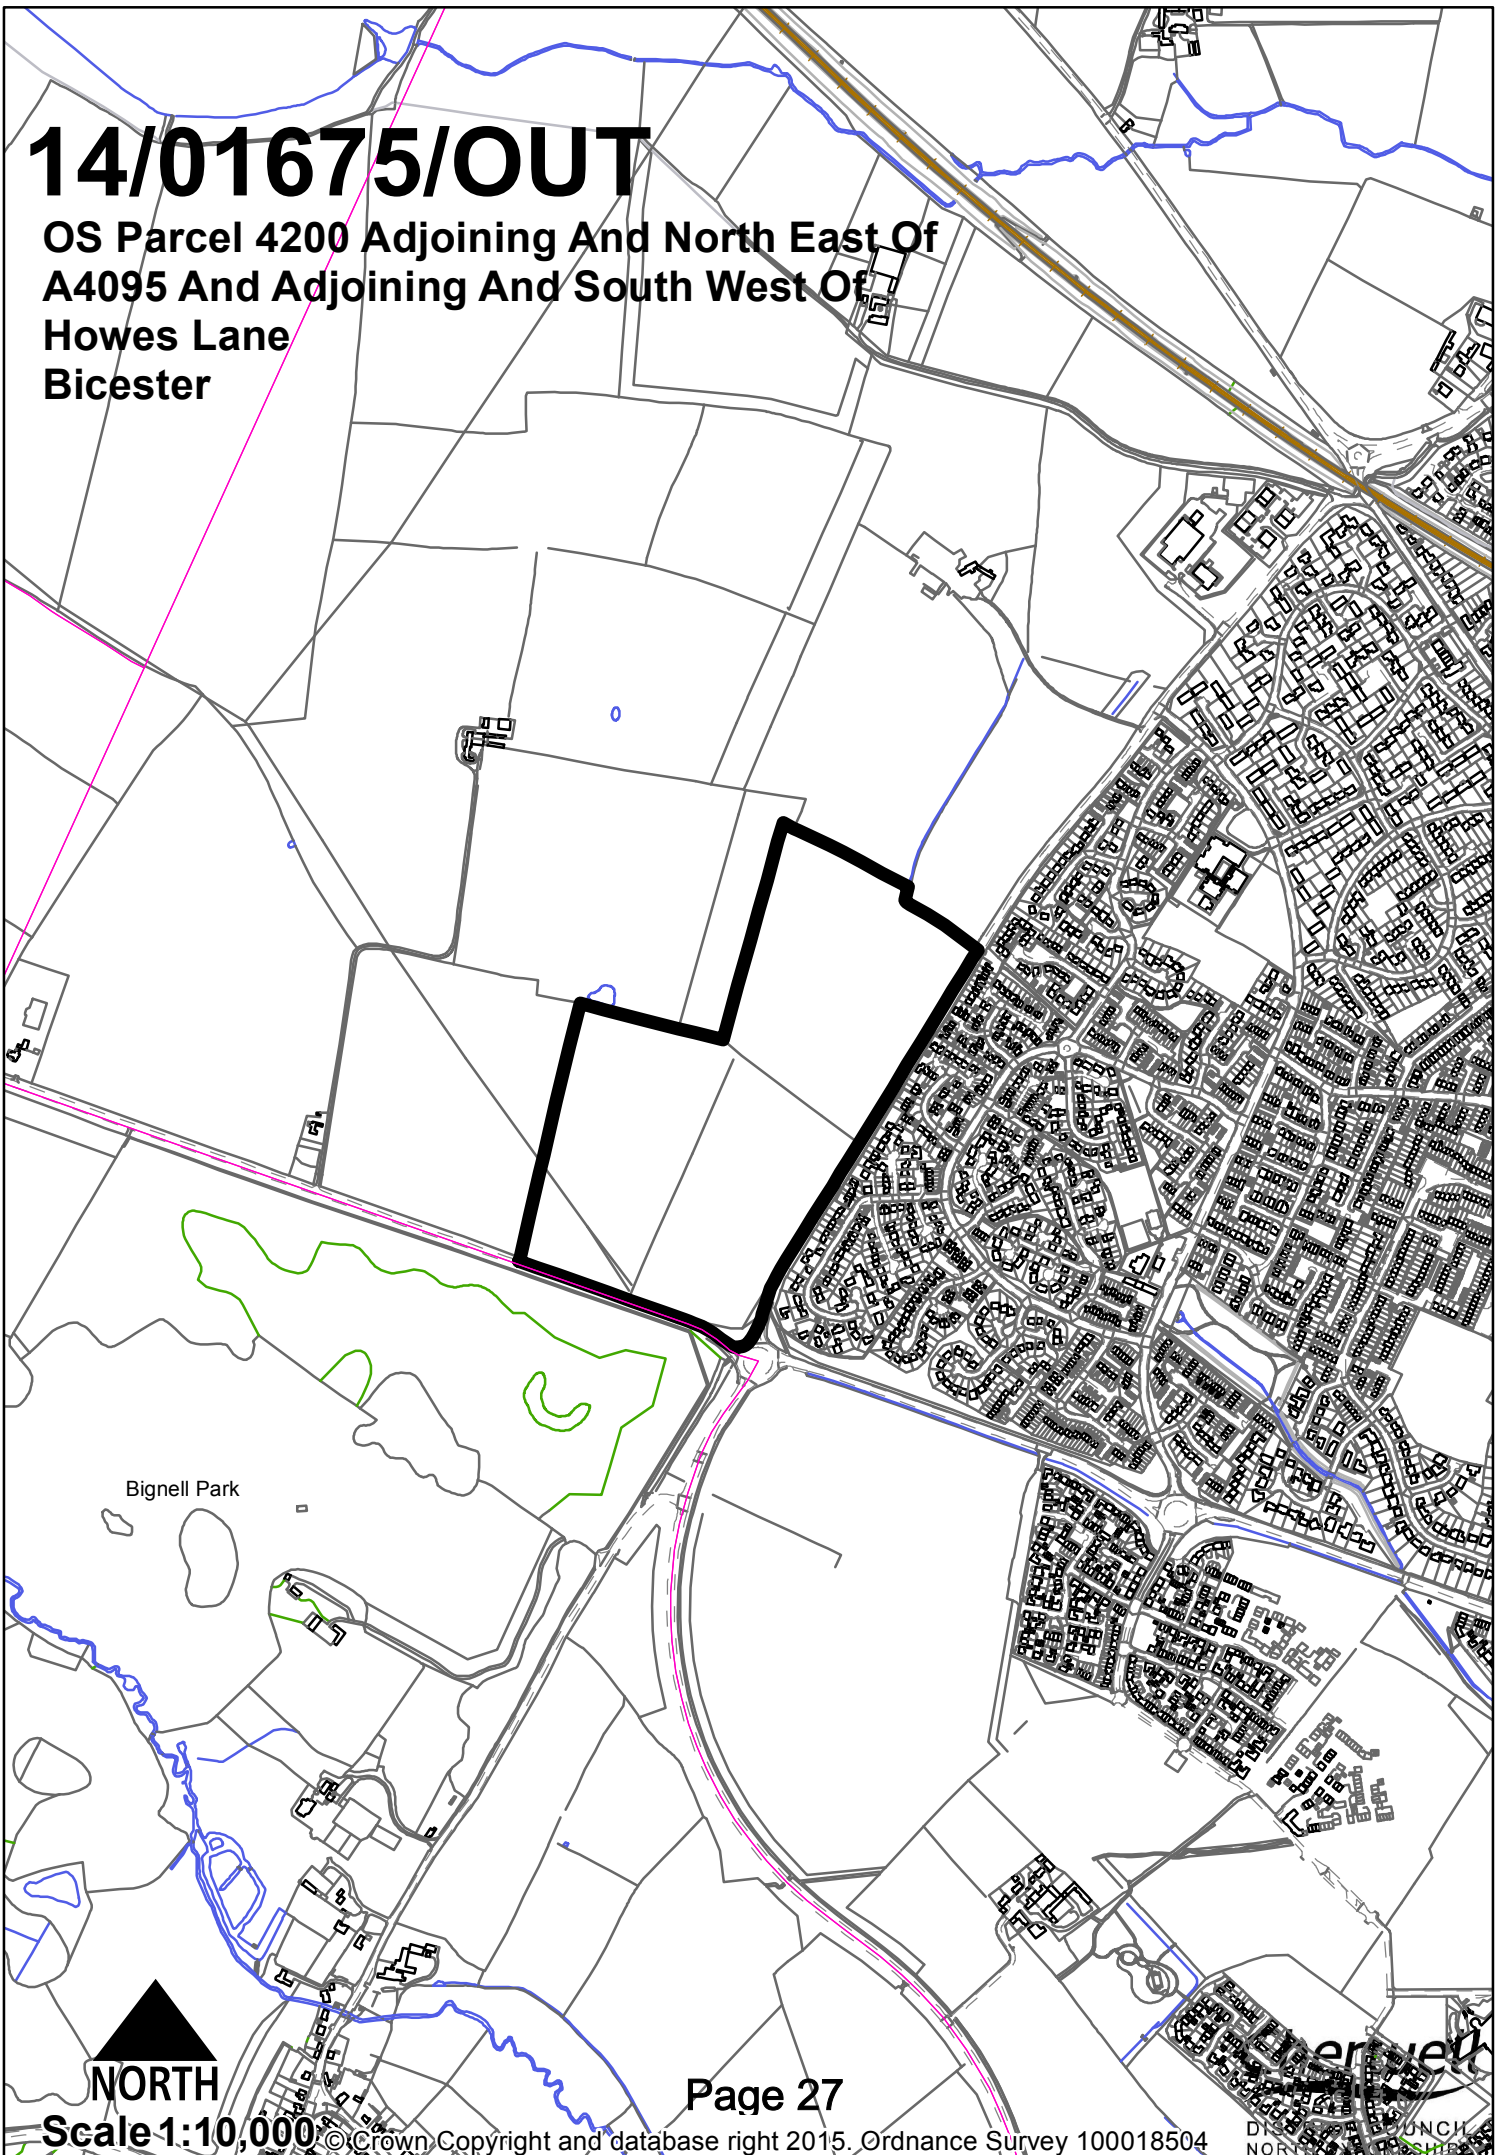 14/01675/OUT
OS Parcel 4200 Adjoining And North East Of
A4095 And Adjoining And South West Of
Howes Lane
Bicester
Bignell Park
NORTH
Page 27
Scale 1:10,000
© Crown Copyright and database right 2015. Ordnance Survey 100018504